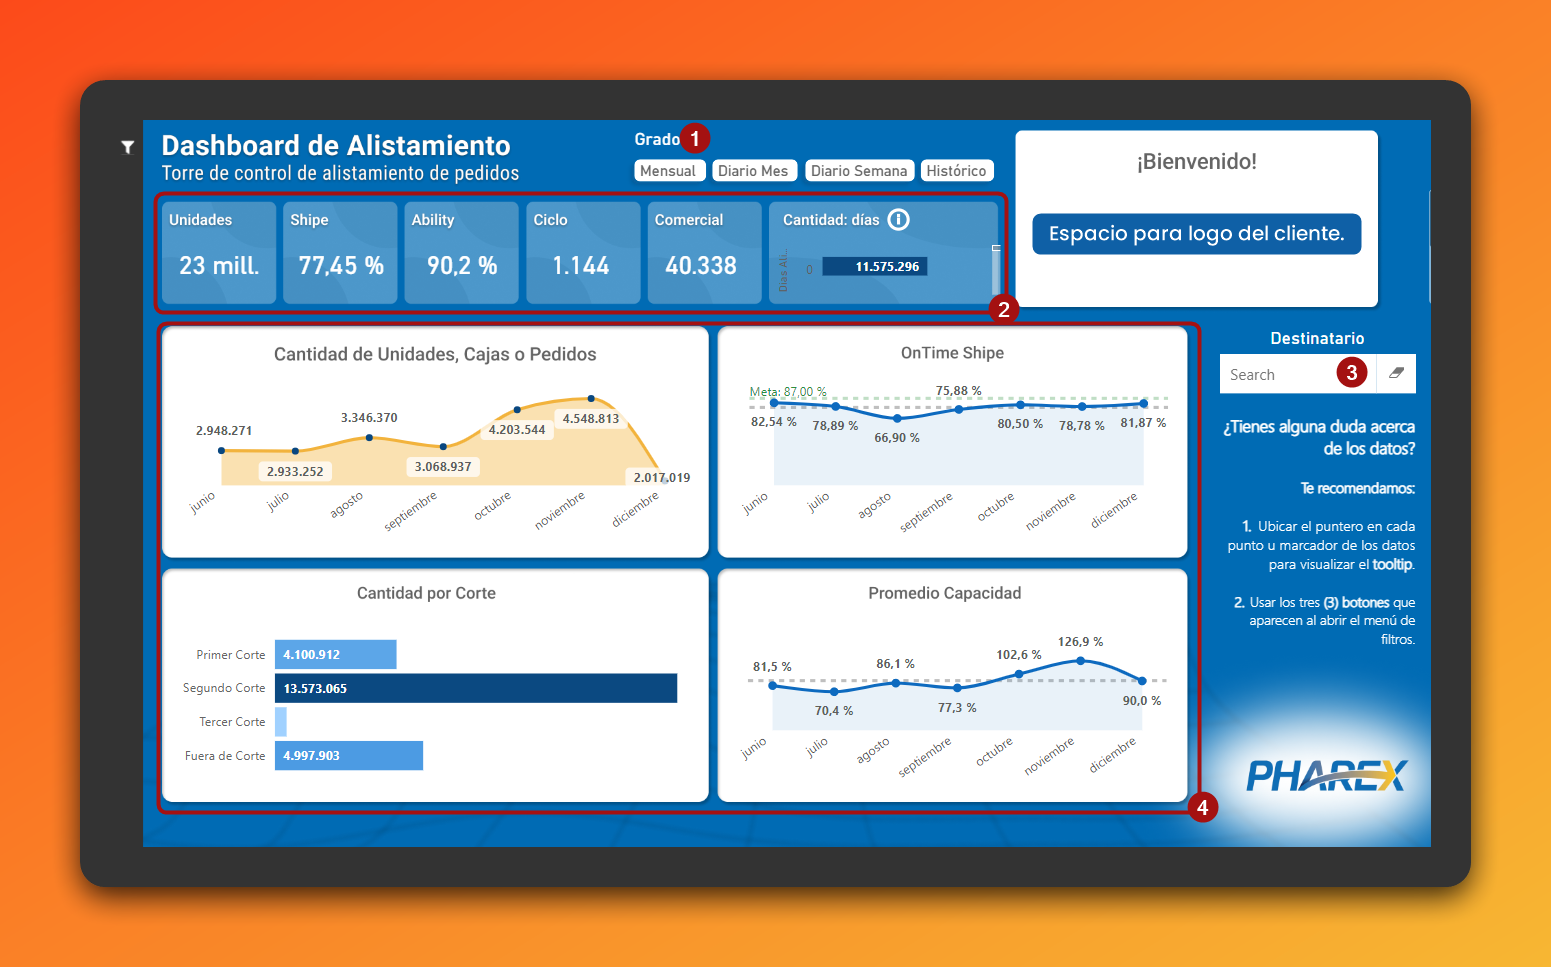 Dashboard de Alistamiento
Torre de control de alistamiento de pedidos
Grado 1
Mensual
Diario Mes
Diario Semana
Histórico
¡Bienvenido!
Espacio para logo del cliente.
Unidades
23 mill.
Shipe
77,45 %
Ability
90,2 %
Ciclo
1.144
Comercial
40.338
Cantidad: días
Dias Ali...
0
11.575.296
2
Cantidad de Unidades, Cajas o Pedidos
2.948.271
2.933.252
3.346.370
3.068.937
4.203.544
4.548.813
2.017.019
junio
julio
agosto
septiembre
octubre
noviembre
diciembre
OnTime Shipe
Meta: 87,00 %
82,54 %
78,89 %
66,90 %
75,88 %
80,50 %
78,78 %
81,87 %
junio
julio
agosto
septiembre
octubre
noviembre
diciembre
Destinatario
Search
3
¿Tienes alguna duda acerca
de los datos?
Te recomendamos:
1. Ubicar el puntero en cada
punto u marcador de los datos
para visualizar el tooltip.
2. Usar los tres (3) botones que
aparecen al abrir el menú de
filtros.
Cantidad por Corte
Primer Corte
4.100.912
Segundo Corte
13.573.065
Tercer Corte
Fuera de Corte
4.997.903
Promedio Capacidad
81,5 %
70,4 %
86,1 %
77,3 %
102,6 %
126,9 %
90,0 %
junio
julio
agosto
septiembre
octubre
noviembre
diciembre
PHAREX
4